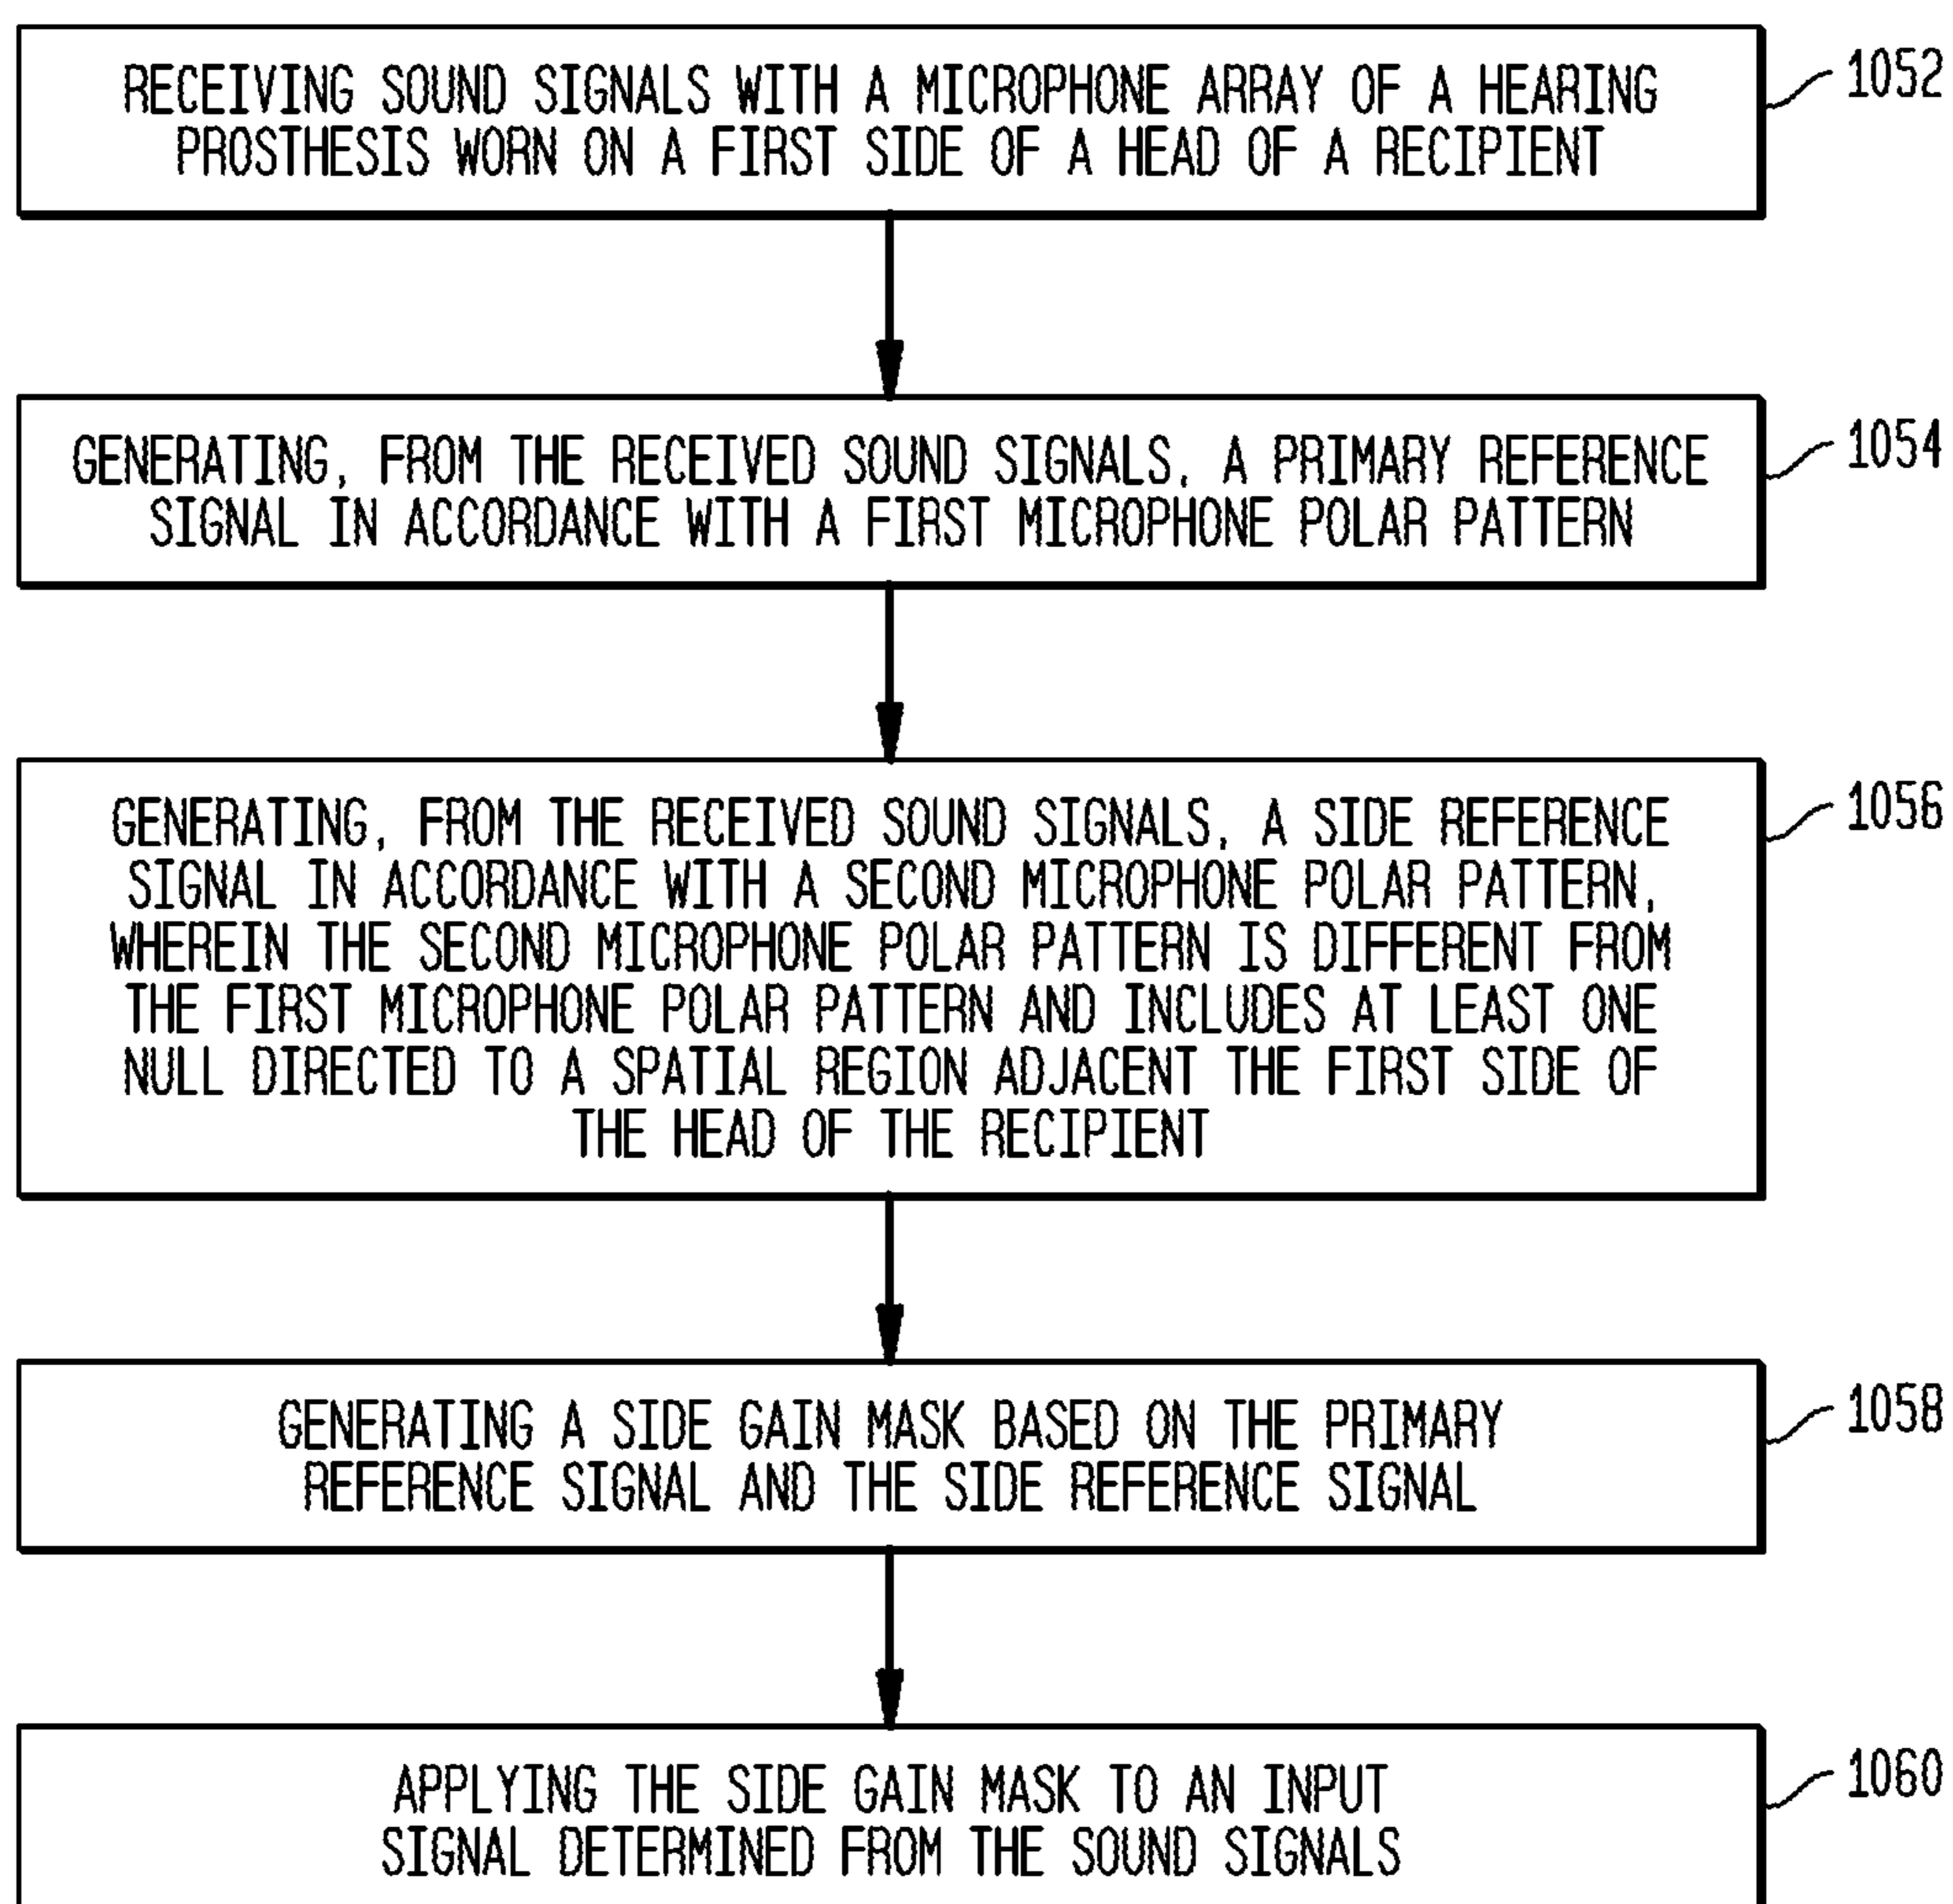 RECEIVING SOUND SIGNALS WITH A MICROPHONE ARRAY OF A HEARING
PROSTHESIS WORN ON A FIRST SIDE OF A HEAD OF A RECIPIENT
1052
GENERATING, FROM THE RECEIVED SOUND SIGNALS, A PRIMARY REFERENCE
SIGNAL IN ACCORDANCE WITH A FIRST MICROPHONE POLAR PATTERN
1054
GENERATING, FROM THE RECEIVED SOUND SIGNALS, A SIDE REFERENCE
SIGNAL IN ACCORDANCE WITH A SECOND MICROPHONE POLAR PATTERN,
WHEREIN THE SECOND MICROPHONE POLAR PATTERN IS DIFFERENT FROM
THE FIRST MICROPHONE POLAR PATTERN AND INCLUDES AT LEAST ONE
NULL DIRECTED TO A SPATIAL REGION ADJACENT THE FIRST SIDE OF
THE HEAD OF THE RECIPIENT
1056
GENERATING A SIDE GAIN MASK BASED ON THE PRIMARY
REFERENCE SIGNAL AND THE SIDE REFERENCE SIGNAL
1058
APPLYING THE SIDE GAIN MASK TO AN INPUT
SIGNAL DETERMINED FROM THE SOUND SIGNALS
1060